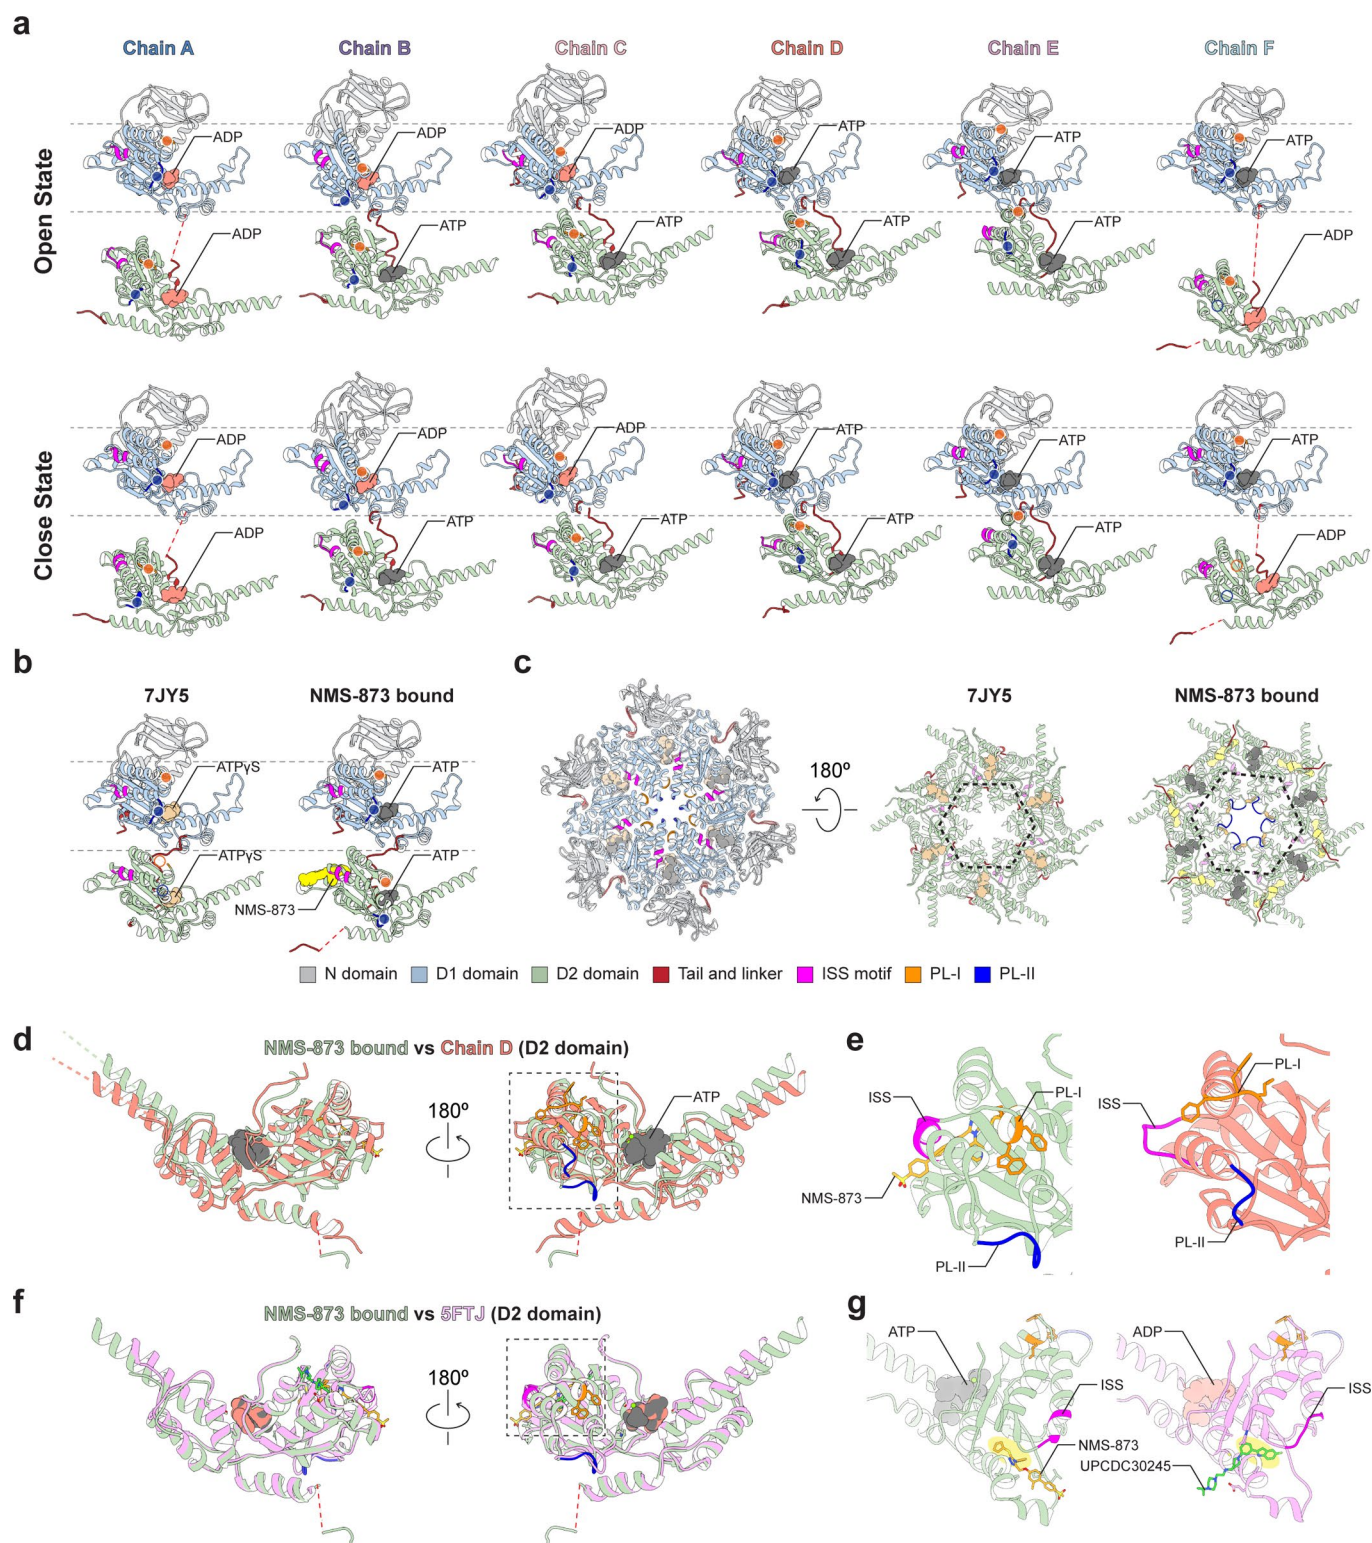 a
Chain A Chain B Chain C Chain D Chain E Chain F
Open State
ADP ADP ADP ATP ATP ATP
ADP ATP ATP ATP ATP ADP
Close State
ADP ADP ADP ATP ATP ATP
ADP ATP ATP ATP ATP ADP
b
7JY5 NMS-873 bound
ATPγS ATP
ATPγS ATP
NMS-873
c
180º
7JY5 NMS-873 bound
N domain D1 domain D2 domain Tail and linker ISS motif PL-I PL-II
d
NMS-873 bound vs Chain D (D2 domain)
180º
ATP
e
ISS PL-I
NMS-873
PL-II
PL-I
ISS
PL-II
f
NMS-873 bound vs 5FTJ (D2 domain)
180º
g
ATP ADP
ISS ISS
NMS-873
UPCDC30245